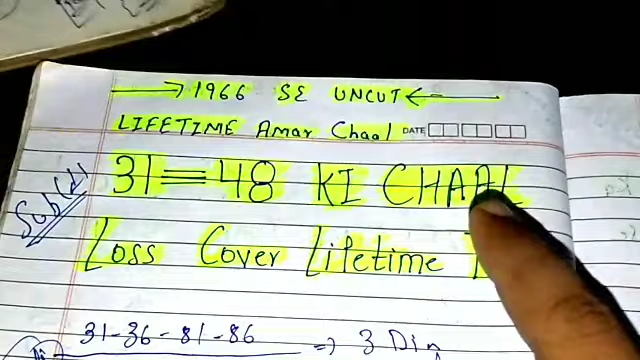 → 1966 SE UNCUT ←
LIFETIME Amar Chaal DATE
31=48 KI CHAAL
Loss Cover Lifetime
31-36-81-86 => 3 Din